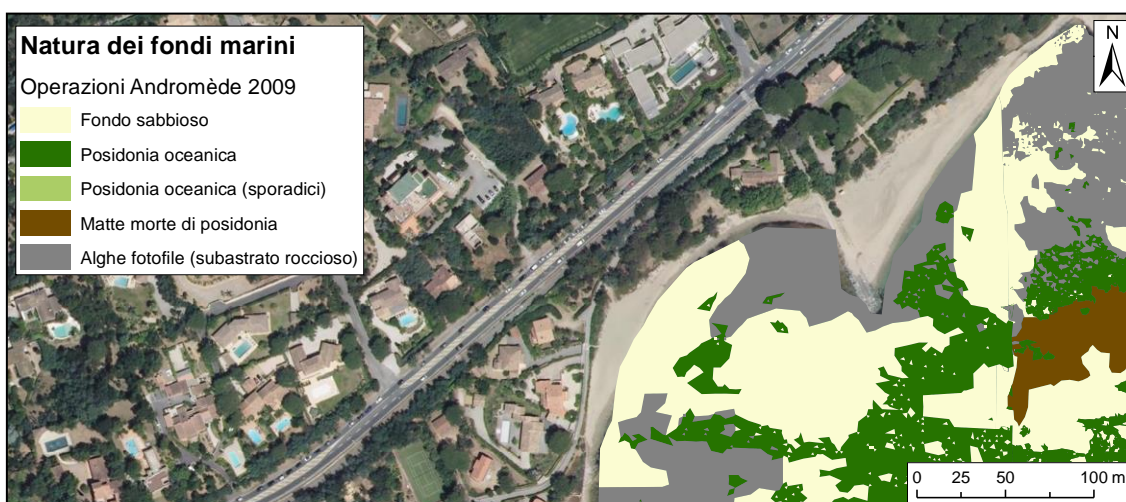 Natura dei fondi marini
Operazioni Andromède 2009
Fondo sabbioso
Posidonia oceanica
Posidonia oceanica (sporadici)
Matte morte di posidonia
Alghe fotofile (subastrato roccioso)
N
0 25 50 100 m